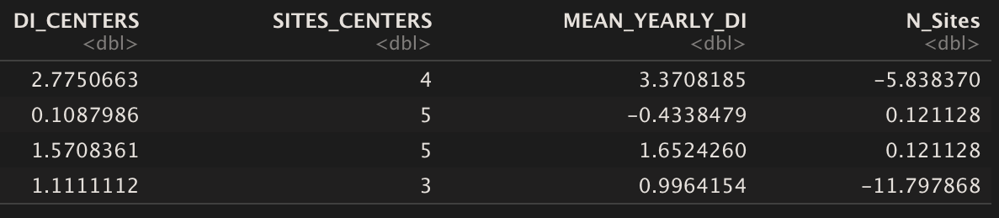 DI_CENTERS SITES_CENTERS MEAN_YEARLY_DI N_Sites
<dbl> <dbl> <dbl> <dbl>
2.7750663 4 3.3708185 −5.838370
0.1087986 5 −0.4338479 0.121128
1.5708361 5 1.6524260 0.121128
1.1111112 3 0.9964154 −11.797868